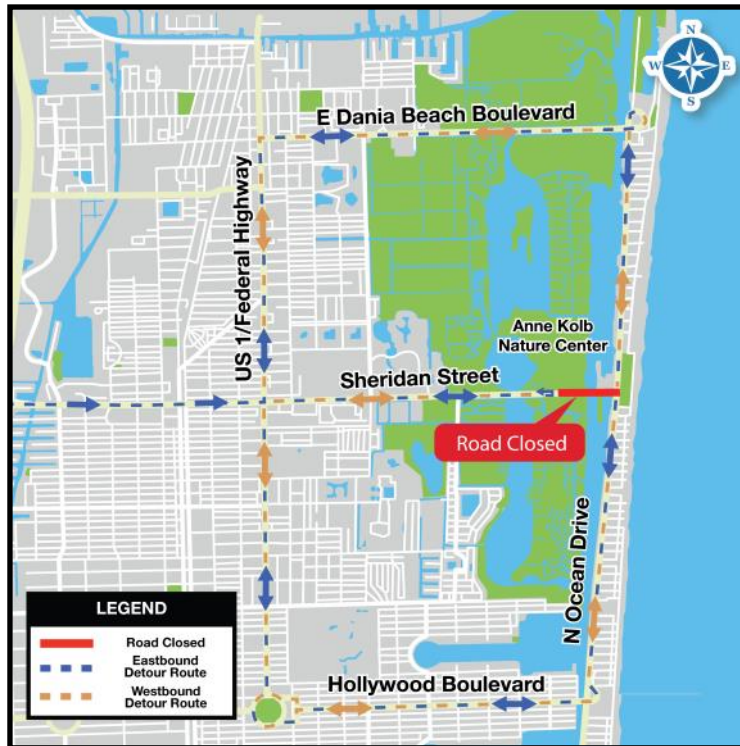 N
W E
S
E Dania Beach Boulevard
US 1/Federal Highway
Anne Kolb
Nature Center
Sheridan Street
Road Closed
N Ocean Drive
LEGEND
Road Closed
Eastbound
Detour Route
Westbound
Detour Route
Hollywood Boulevard